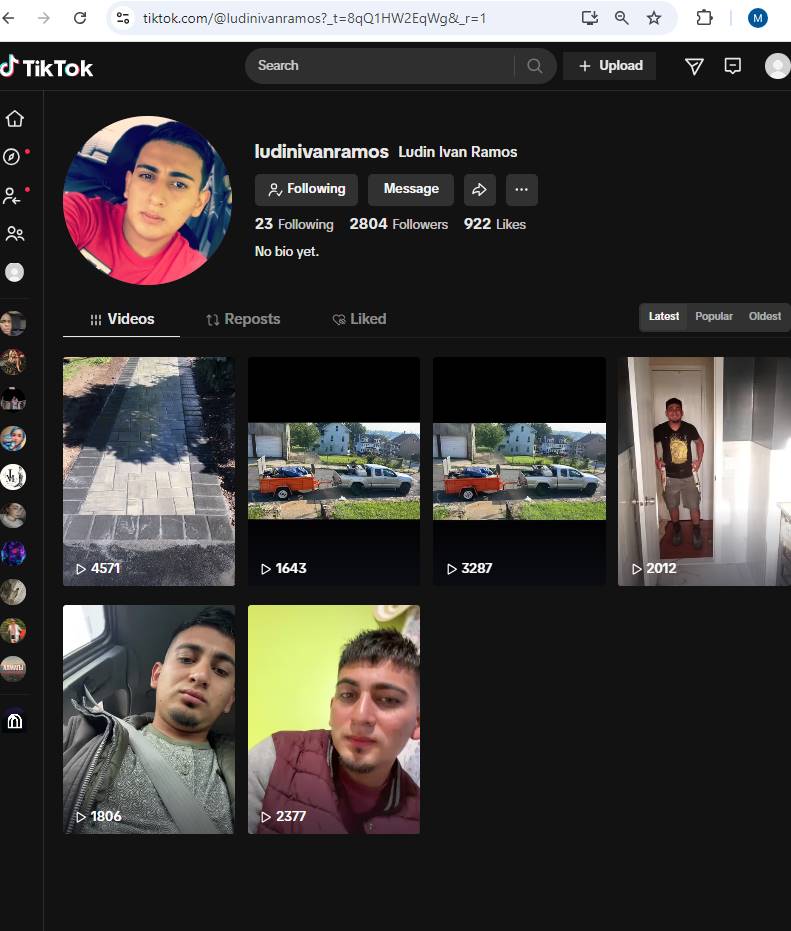 tiktok.com/@ludinivanramos?_t=8qQ1HW2EqWg&_r=1
M
TikTok
Search
Upload
ludinivanramos Ludin Ivan Ramos
Following
Message
23 Following 2804 Followers 922 Likes
No bio yet.
Videos
Reposts
Liked
Latest
Popular
Oldest
4571
1643
3287
2012
1806
2377